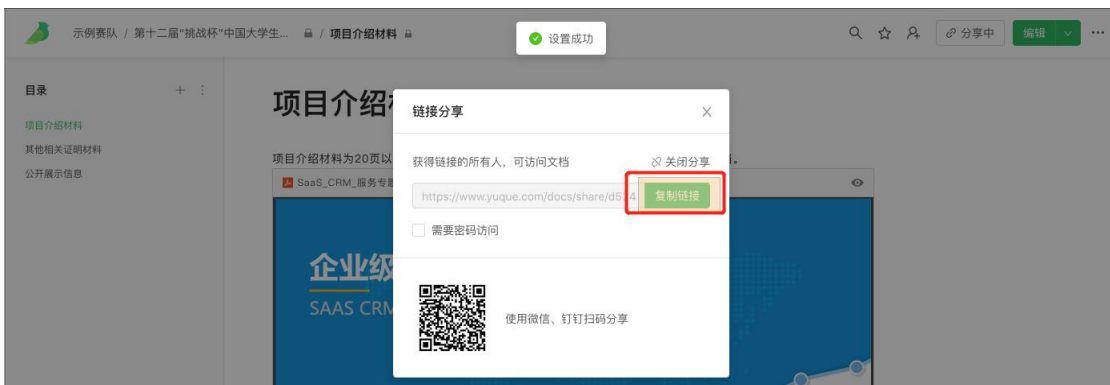 示例赛队 / 第十二届"挑战杯"中国大学生... / 项目介绍材料
设置成功
分享中
编辑
目录
项目介绍材料
其他相关证明材料
公开展示信息
项目介绍
项目介绍材料为20页以
SaaS_CRM_服务专题
链接分享
获得链接的所有人，可访问文档
关闭分享
https://www.yuque.com/docs/share/d524
复制链接
需要密码访问
使用微信、钉钉扫码分享
企业级
SAAS CRM